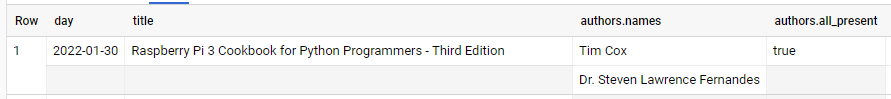 Row day title authors.names authors.all_present
1 2022-01-30 Raspberry Pi 3 Cookbook for Python Programmers - Third Edition Tim Cox true
Dr. Steven Lawrence Fernandes